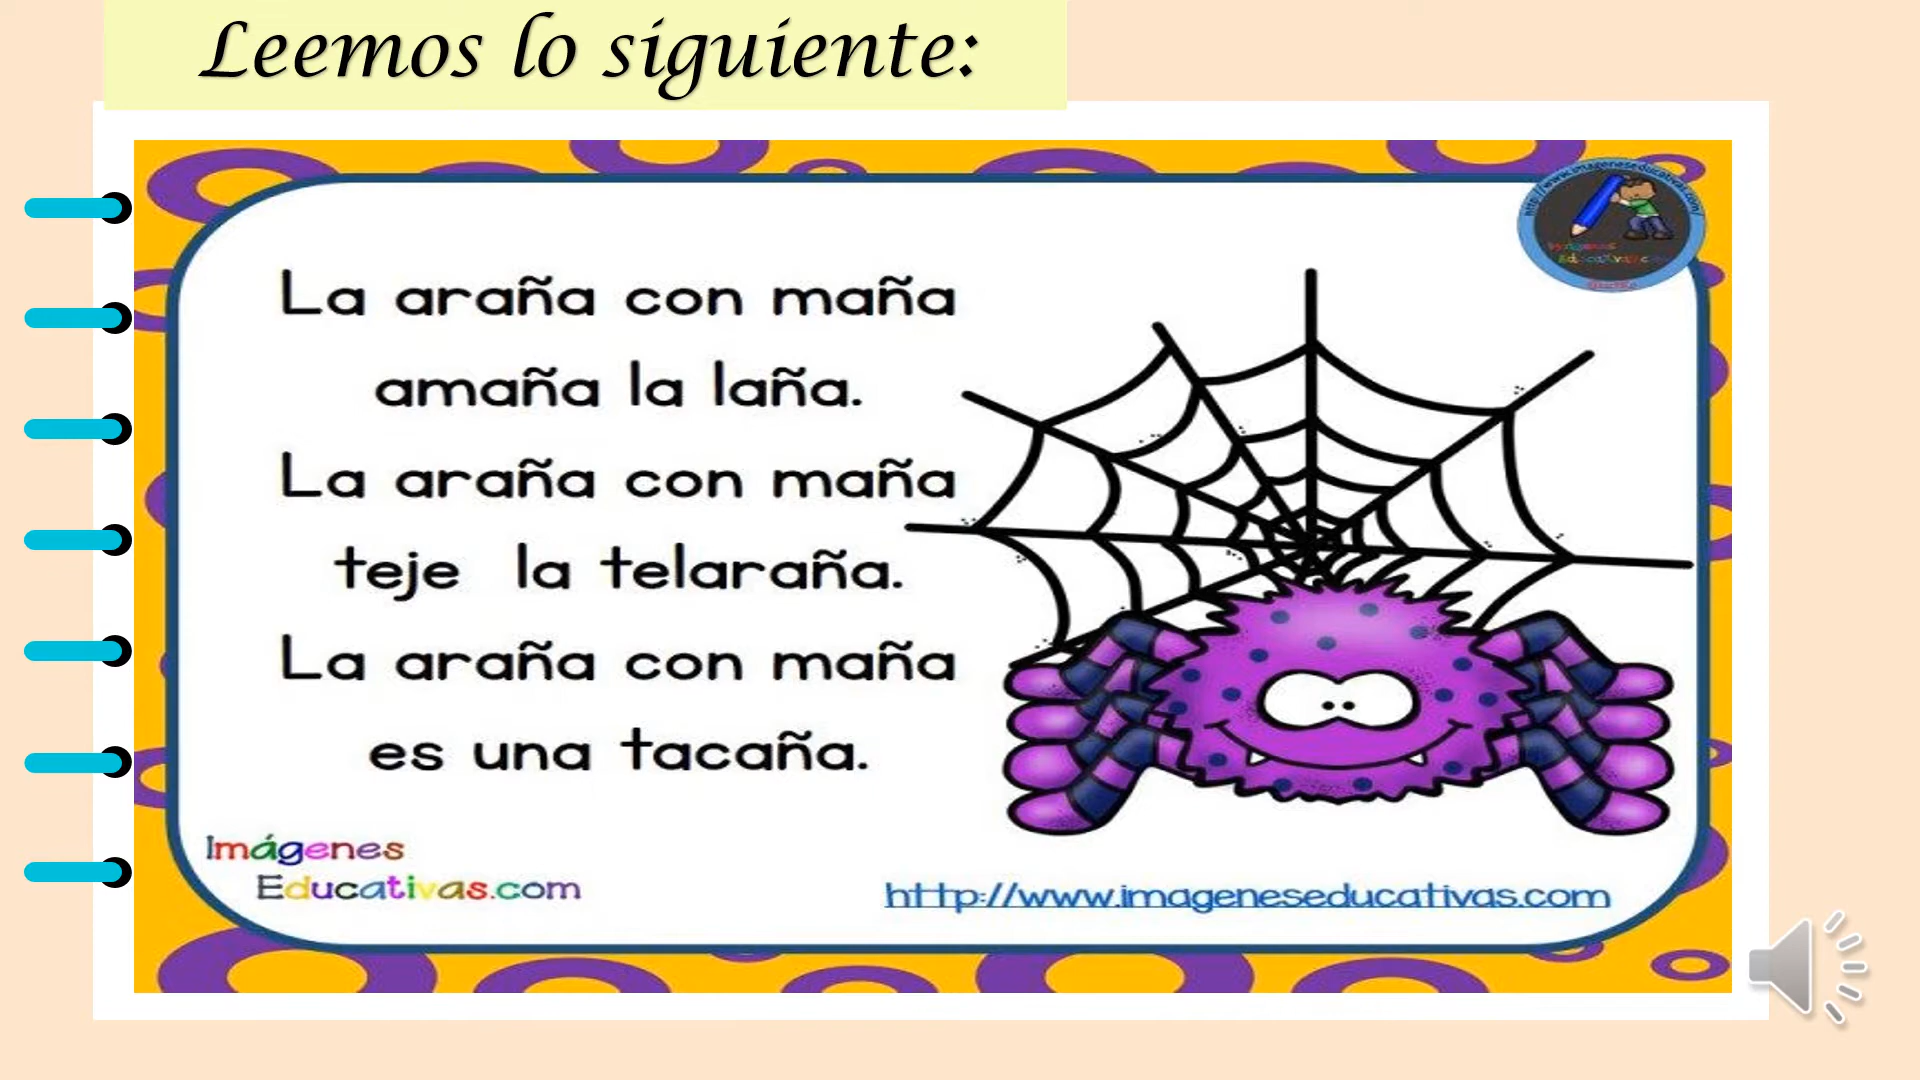 Leemos lo siguiente:
La araña con maña
amaña la laña.
La araña con maña
teje la telaraña.
La araña con maña
es una tacaña.
Imágenes
Educativas.com
http://www.imageneseducativas.com